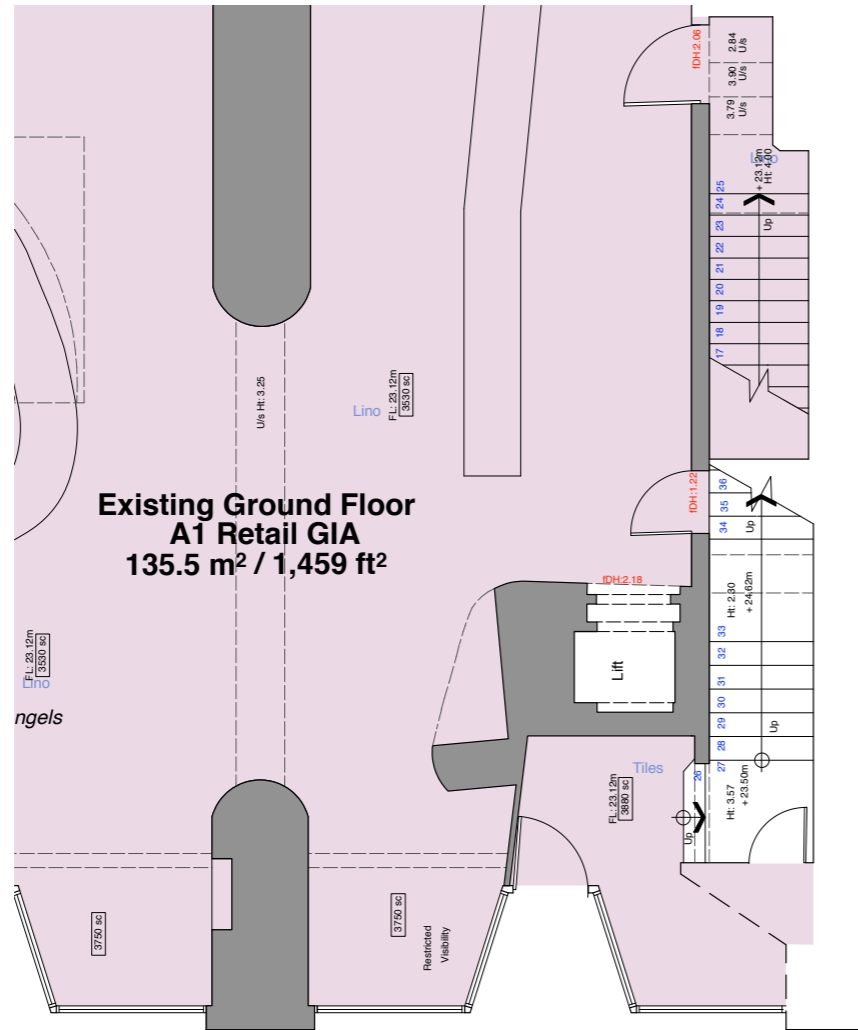 fDH:2.06
2.84
U/s
3.90
U/s
3.79
U/s
Lino
+ 23.12m
Ht: 4.00
25
24
23
22
21
20
19
18
17
Up
U/s Ht: 3.25
Lino
FL: 23.12m
3530 sc
Existing Ground Floor
A1 Retail GIA
135.5 m² / 1,459 ft²
fDH:1.22
36
35
34
Up
fDH:2.18
Ht: 2.30
+ 24.62m
33
32
31
30
29
28
27
Up
Lift
FL: 23.12m
3530 sc
Lino
ngels
Tiles
FL: 23.12m
3880 sc
26
Up
Ht: 3.57
+ 23.50m
3750 sc
3750 sc
Restricted
Visibility